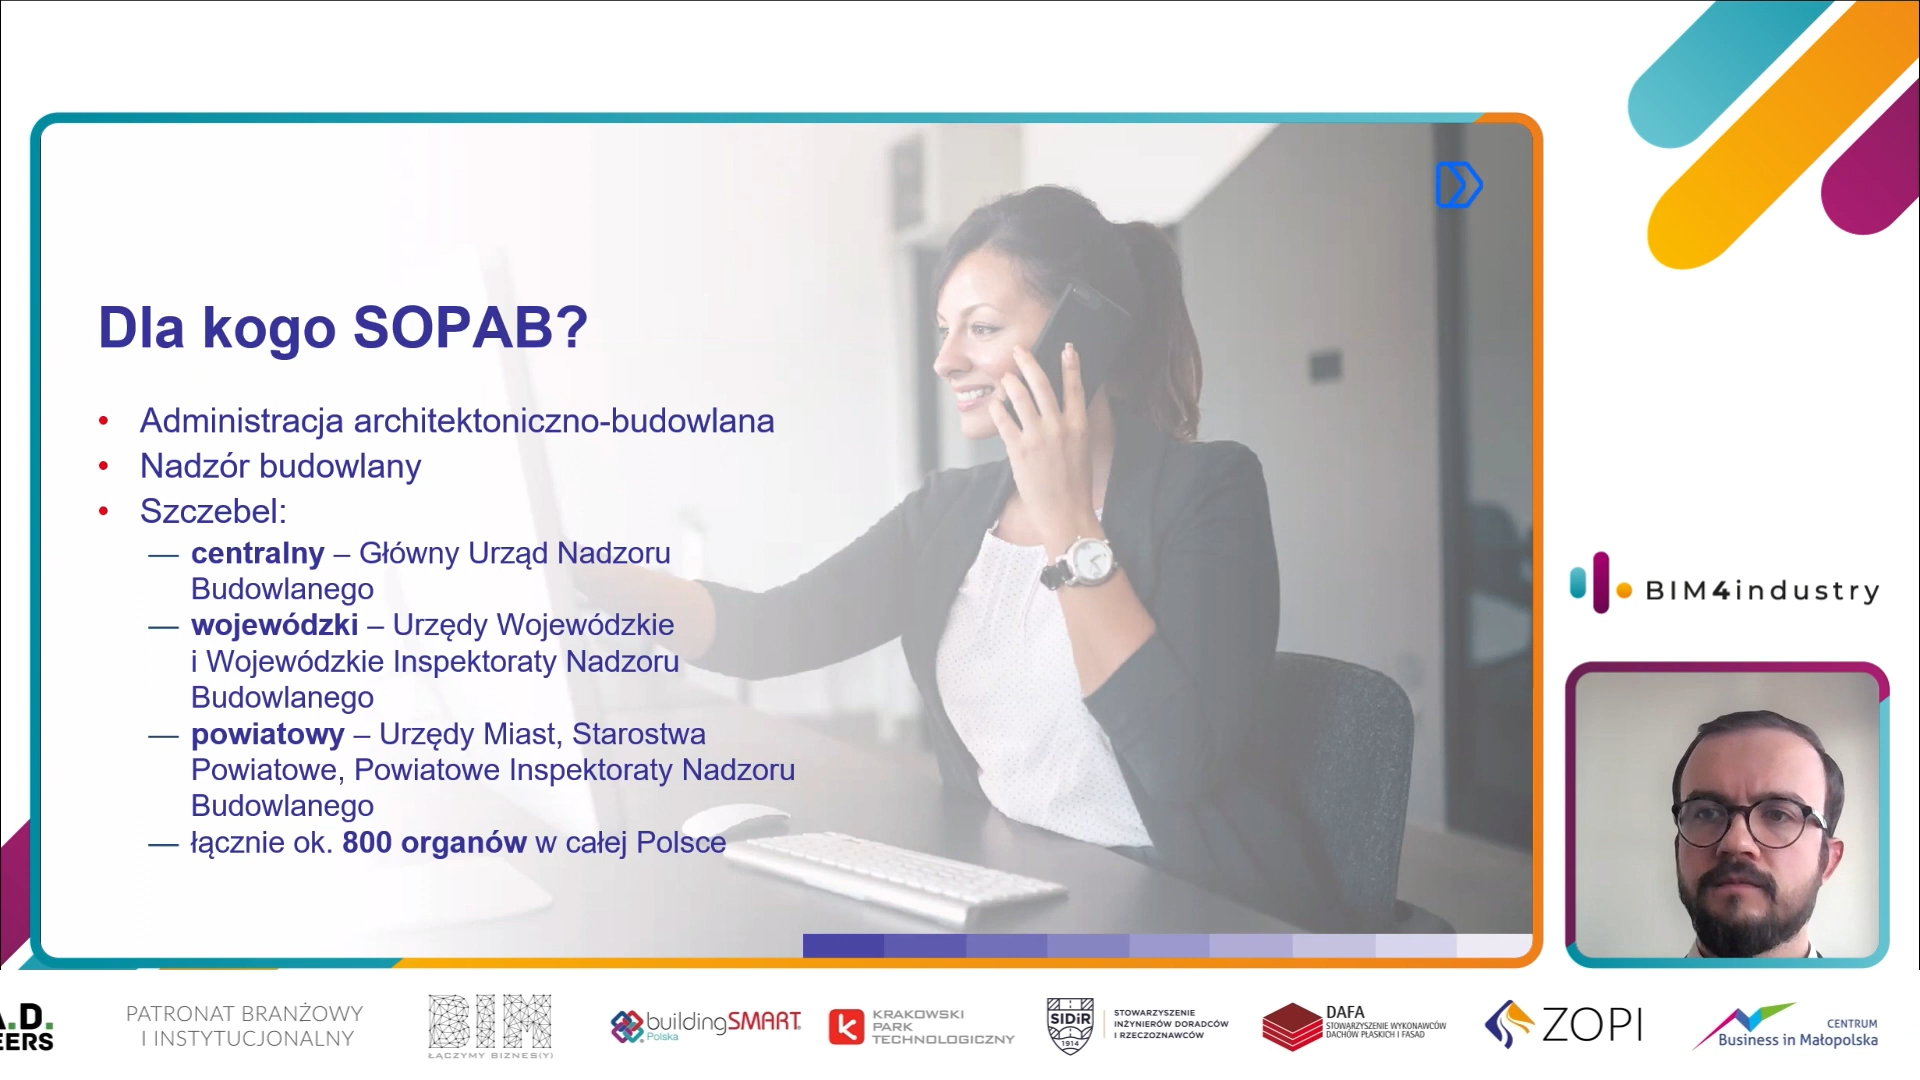 Dla kogo SOPAB?
• Administracja architektoniczno-budowlana
• Nadzór budowlany
• Szczebel:
— centralny – Główny Urząd Nadzoru
Budowlanego
— wojewódzki – Urzędy Wojewódzkie
i Wojewódzkie Inspektoraty Nadzoru
Budowlanego
— powiatowy – Urzędy Miast, Starostwa
Powiatowe, Powiatowe Inspektoraty Nadzoru
Budowlanego
— łącznie ok. 800 organów w całej Polsce
BIM4industry
A.D.
EERS
PATRONAT BRANŻOWY
I INSTYTUCJONALNY
BIM
ŁĄCZYMY BIZNES(Y)
buildingSMART
Polska
KRAKOWSKI
PARK
TECHNOLOGICZNY
SIDiR
1914
STOWARZYSZENIE
INŻYNIERÓW DORADCÓW
I RZECZOZNAWCÓW
DAFA
STOWARZYSZENIE WYKONAWCÓW
DACHÓW PŁASKICH I FASAD
ZOPI
CENTRUM
Business in Małopolska